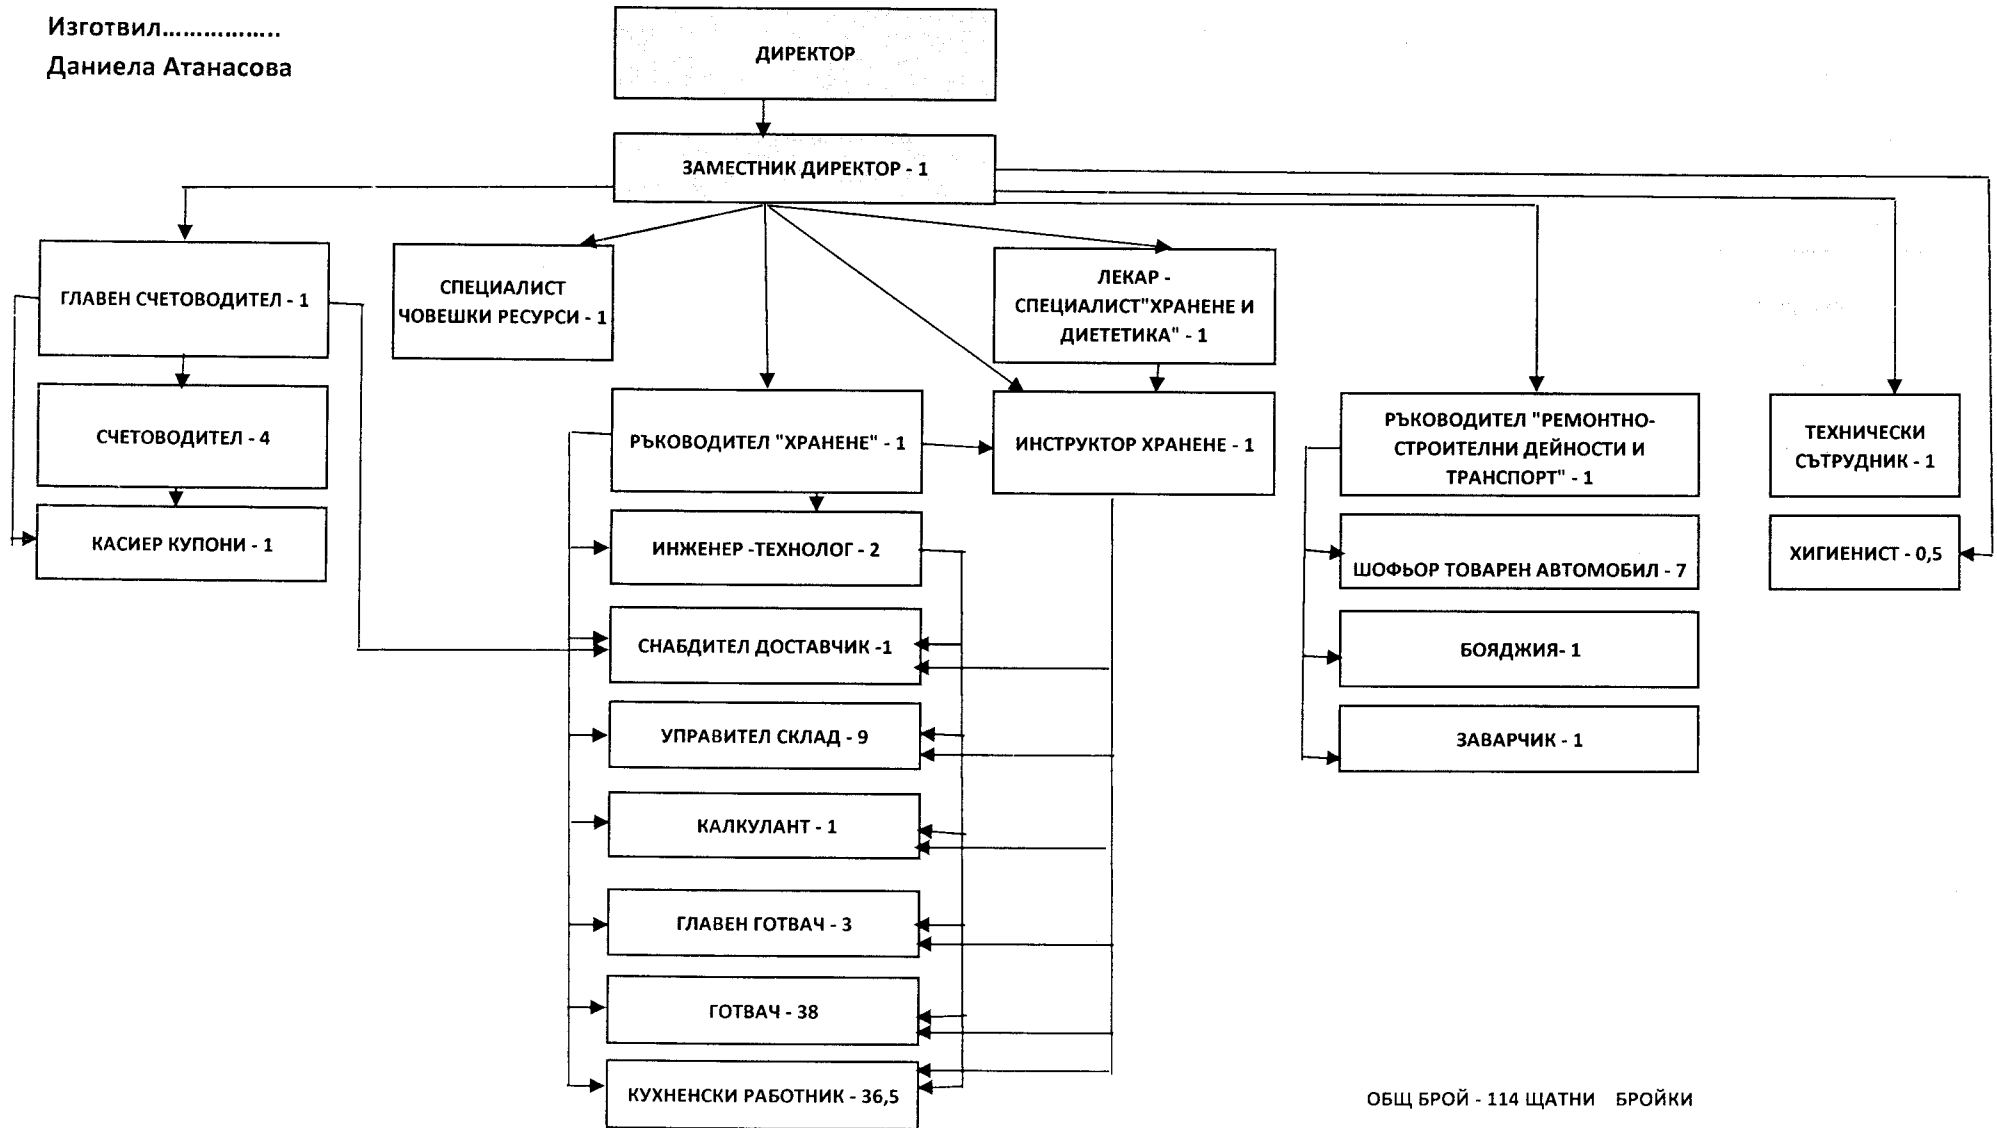 Изготвил.................
Даниела Атанасова
ДИРЕКТОР
ЗАМЕСТНИК ДИРЕКТОР - 1
ГЛАВЕН СЧЕТОВОДИТЕЛ - 1
СПЕЦИАЛИСТ
ЧОВЕШКИ РЕСУРСИ - 1
ЛЕКАР -
СПЕЦИАЛИСТ"ХРАНЕНЕ И
ДИЕТЕТИКА" - 1
СЧЕТОВОДИТЕЛ - 4
РЪКОВОДИТЕЛ "ХРАНЕНЕ" - 1
ИНСТРУКТОР ХРАНЕНЕ - 1
РЪКОВОДИТЕЛ "РЕМОНТНО-
СТРОИТЕЛНИ ДЕЙНОСТИ И
ТРАНСПОРТ" - 1
ТЕХНИЧЕСКИ
СЪТРУДНИК - 1
КАСИЕР КУПОНИ - 1
ИНЖЕНЕР -ТЕХНОЛОГ - 2
ШОФЬОР ТОВАРЕН АВТОМОБИЛ - 7
ХИГИЕНИСТ - 0,5
СНАБДИТЕЛ ДОСТАВЧИК -1
БОЯДЖИЯ- 1
УПРАВИТЕЛ СКЛАД - 9
ЗАВАРЧИК - 1
КАЛКУЛАНТ - 1
ГЛАВЕН ГОТВАЧ - 3
ГОТВАЧ - 38
КУХНЕНСКИ РАБОТНИК - 36,5
ОБЩ БРОЙ - 114 ЩАТНИ БРОЙКИ